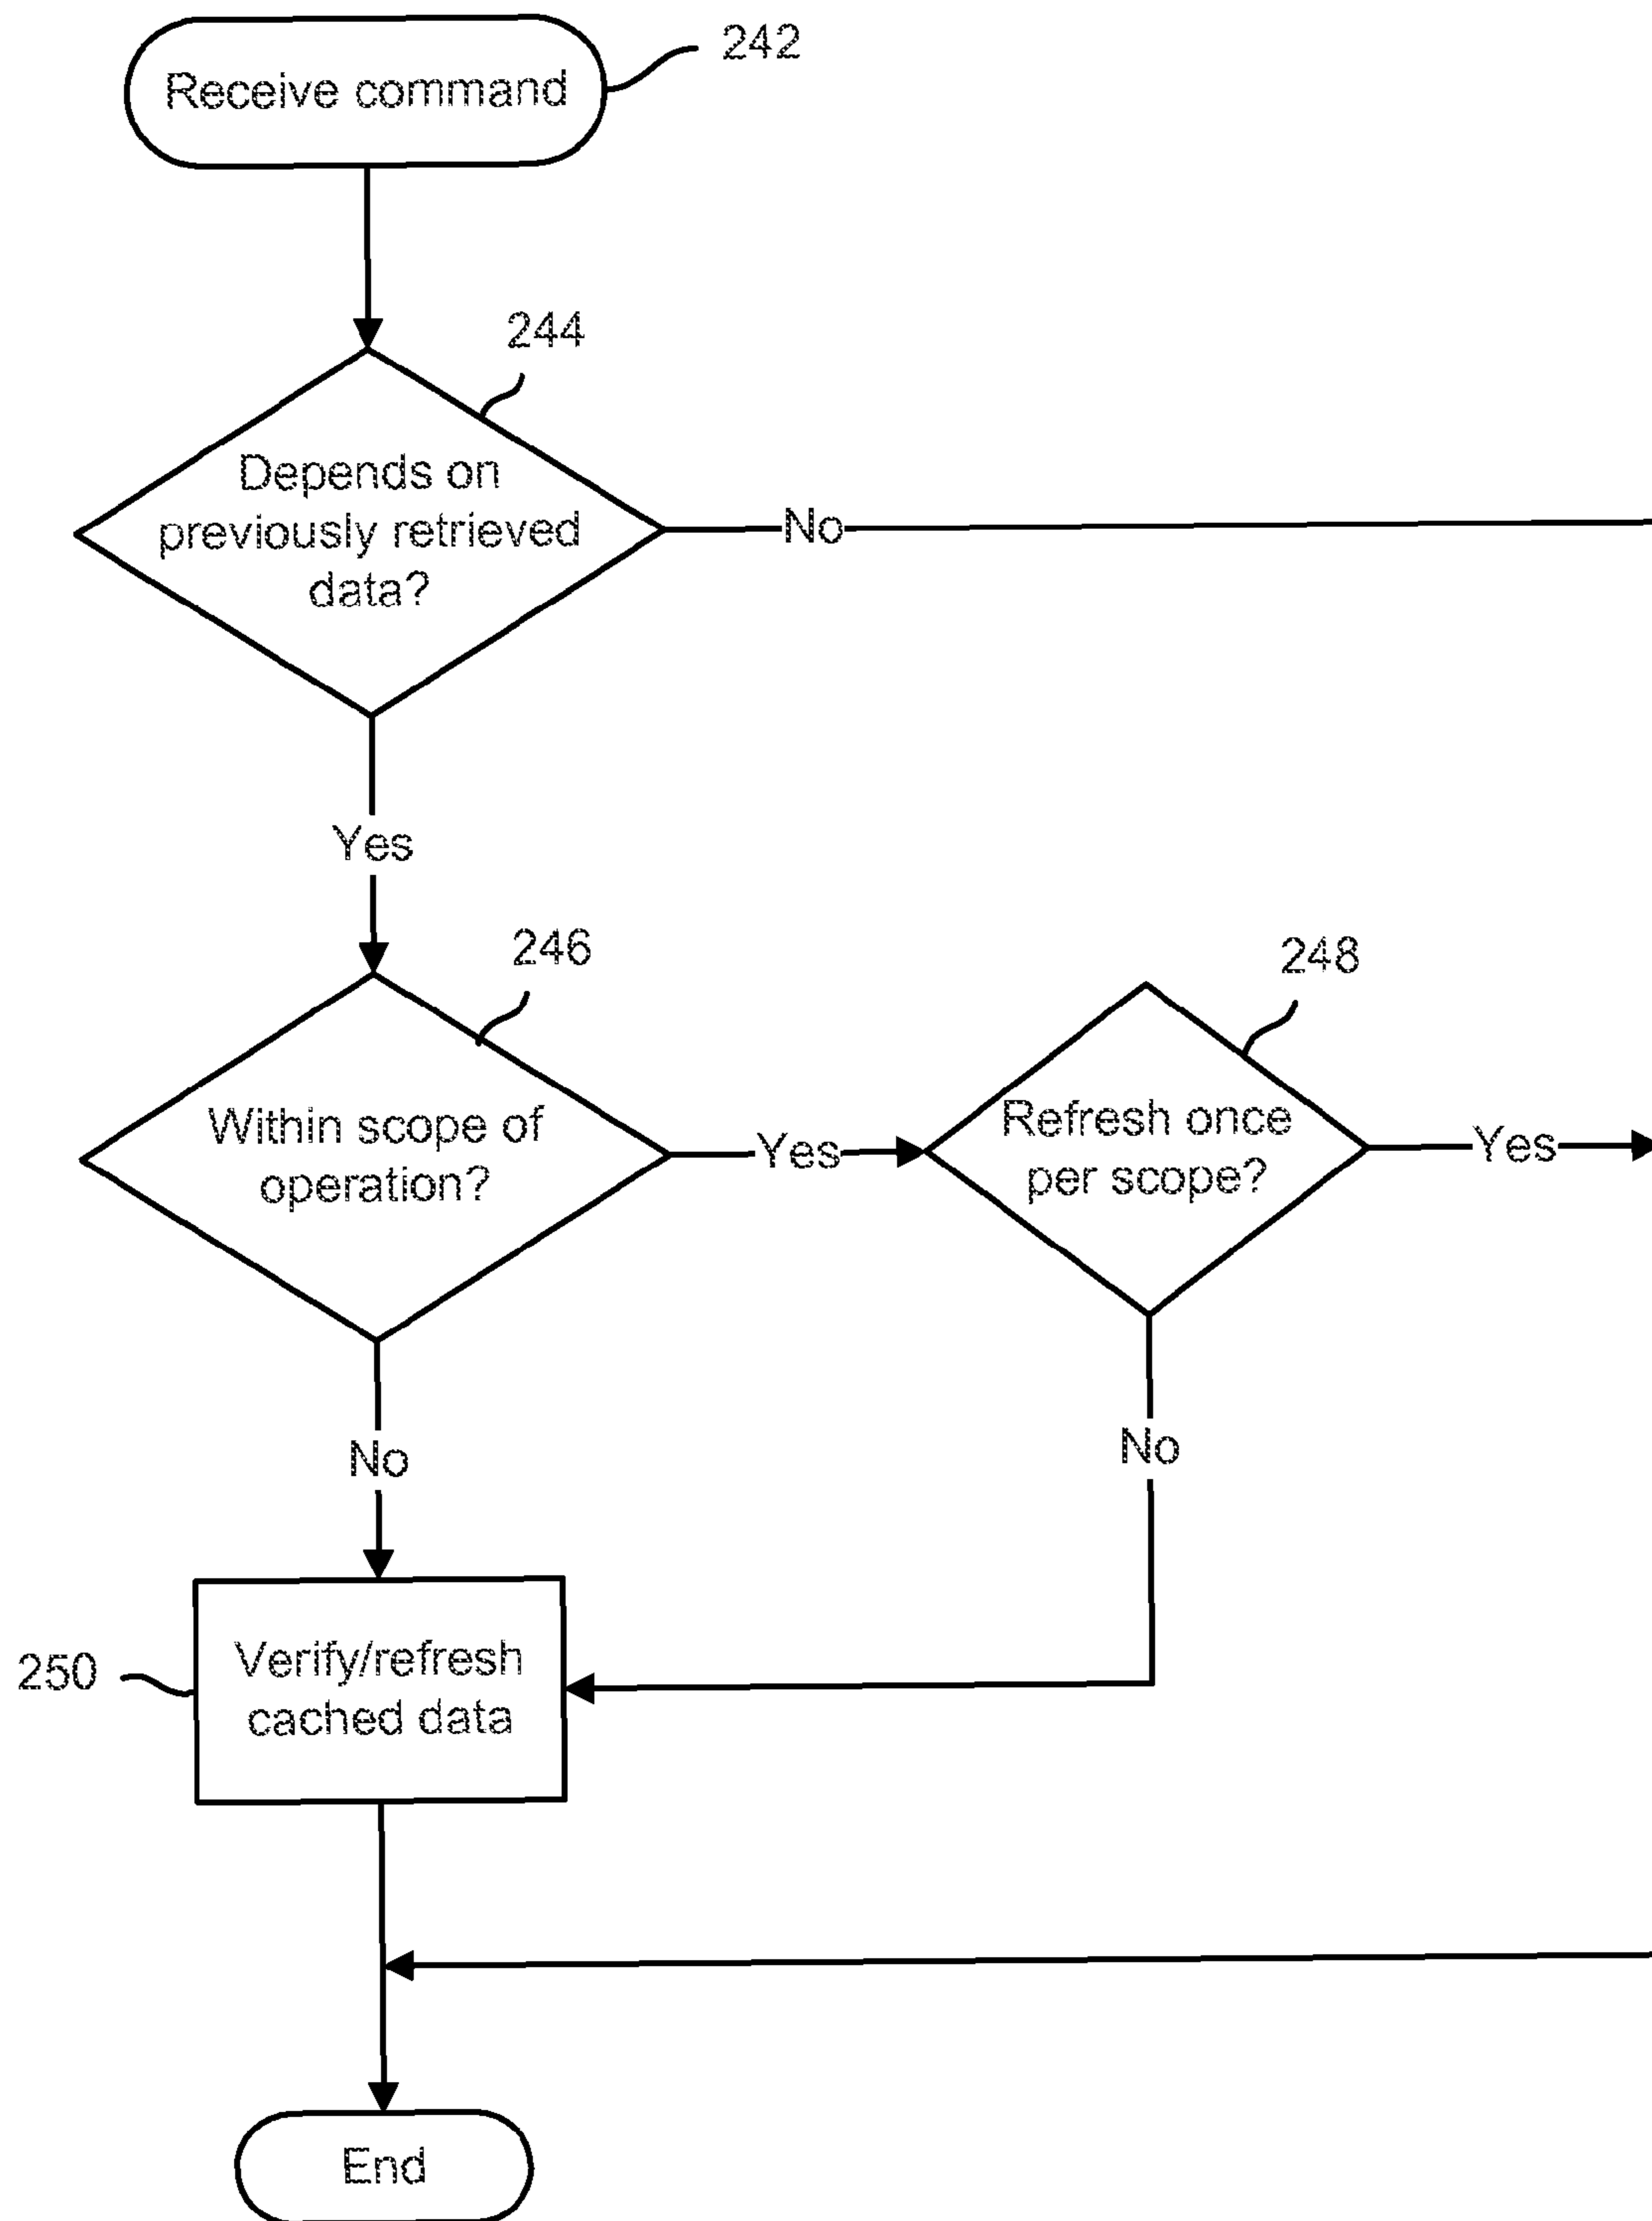 Receive command
242
244
Depends on
previously retrieved
data?
No
Yes
246
248
Within scope of
operation?
Yes
Refresh once
per scope?
Yes
No
No
250
Verify/refresh
cached data
End